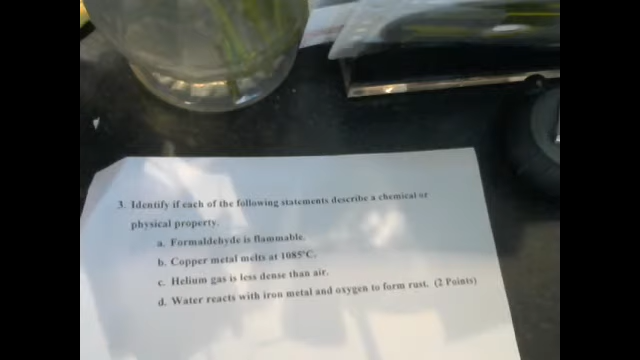 3. Identify if each of the following statements describe a chemical or
physical property.
a. Formaldehyde is flammable.
b. Copper metal melts at 1085°C.
c. Helium gas is less dense than air.
d. Water reacts with iron metal and oxygen to form rust. (2 Points)